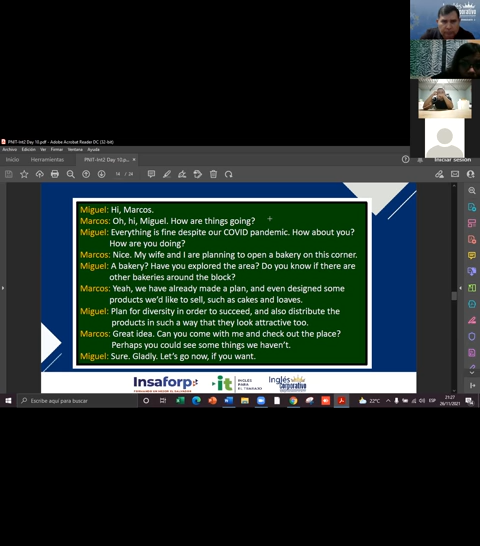 Inglés
Corporativo
PNIT-Int2 Day 10.pdf - Adobe Acrobat Reader DC (32-bit)
Archivo Edición Ver Firmar Ventana Ayuda
Inicio Herramientas PNIT-Int2 Day 10.p... × Iniciar sesión
14 / 24
Miguel: Hi, Marcos.
Marcos: Oh, hi, Miguel. How are things going?
Miguel: Everything is fine despite our COVID pandemic. How about you?
How are you doing?
Marcos: Nice. My wife and I are planning to open a bakery on this corner.
Miguel: A bakery? Have you explored the area? Do you know if there are
other bakeries around the block?
Marcos: Yeah, we have already made a plan, and even designed some
products we'd like to sell, such as cakes and loaves.
Miguel: Plan for diversity in order to succeed, and also distribute the
products in such a way that they look attractive too.
Marcos: Great idea. Can you come with me and check out the place?
Perhaps you could see some things we haven't.
Miguel: Sure. Gladly. Let's go now, if you want.
Insaforp
it
INGLÉS
PARA
EL TRABAJO
Inglés
Corporativo
Escribe aquí para buscar
22°C ESP
21:27
26/11/2021